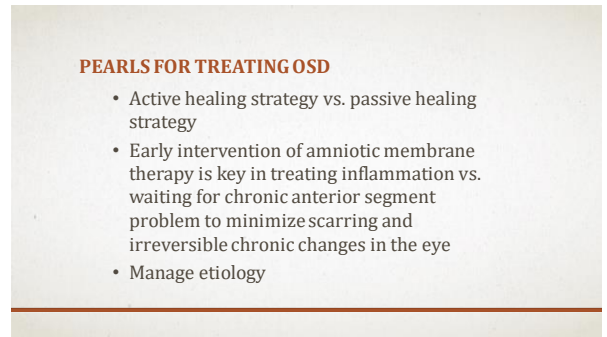 PEARLS FOR TREATING OSD
• Active healing strategy vs. passive healing
strategy
• Early intervention of amniotic membrane
therapy is key in treating inflammation vs.
waiting for chronic anterior segment
problem to minimize scarring and
irreversible chronic changes in the eye
• Manage etiology